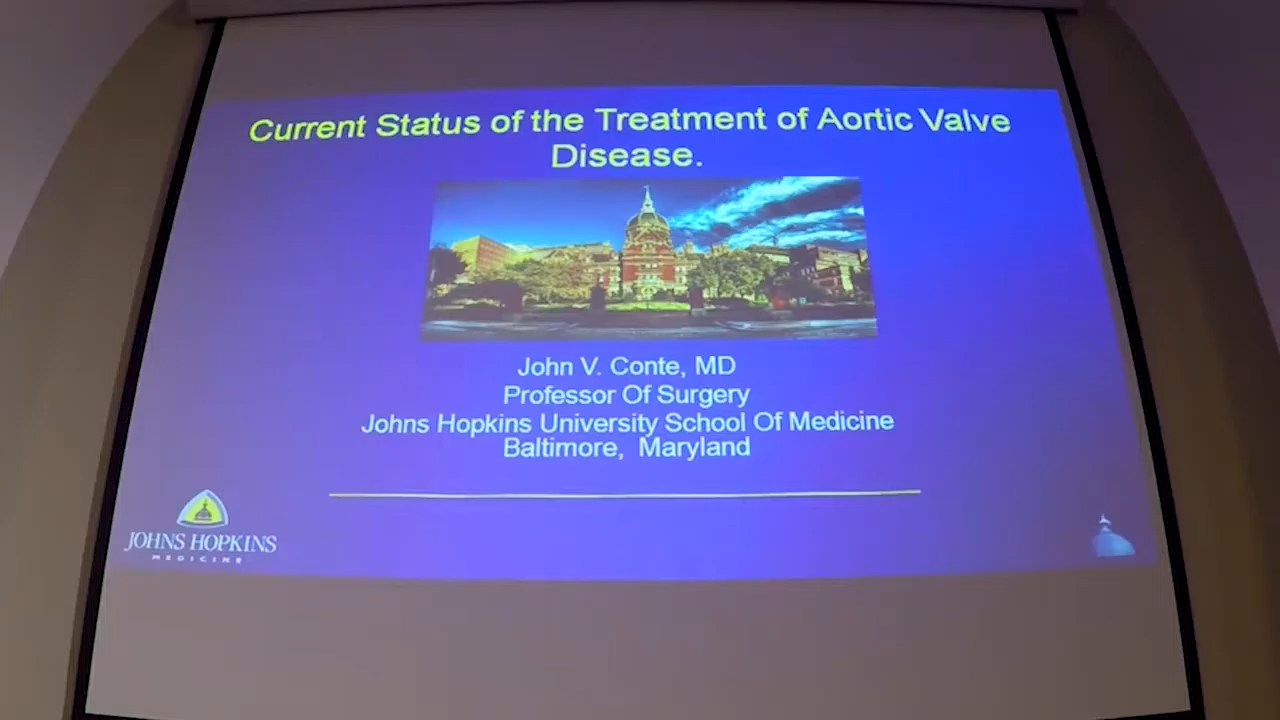 Current Status of the Treatment of Aortic Valve
Disease.
John V. Conte, MD
Professor Of Surgery
Johns Hopkins University School Of Medicine
Baltimore, Maryland
JOHNS HOPKINS
MEDICINE